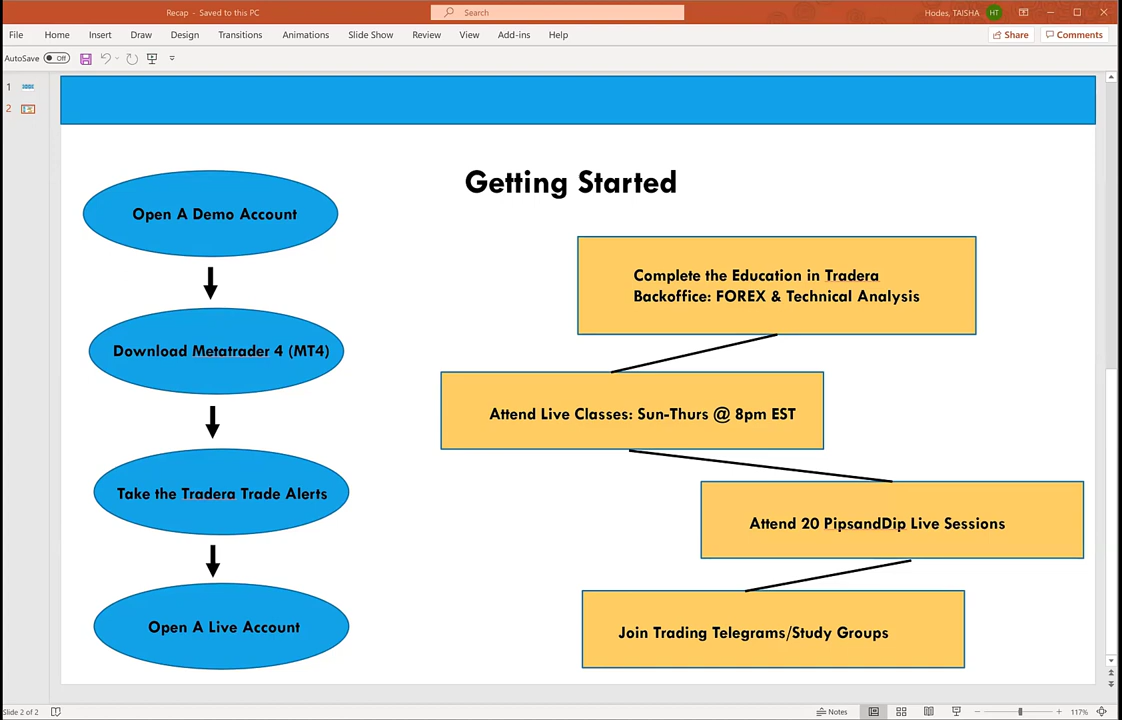 Recap - Saved to this PC
Search
Hodes, TAISHA
HT
File Home Insert Draw Design Transitions Animations Slide Show Review View Add-ins Help
Share
Comments
AutoSave Off
1
2
Getting Started
Open A Demo Account
Download Metatrader 4 (MT4)
Take the Tradera Trade Alerts
Open A Live Account
Complete the Education in Tradera
Backoffice: FOREX & Technical Analysis
Attend Live Classes: Sun-Thurs @ 8pm EST
Attend 20 PipsandDip Live Sessions
Join Trading Telegrams/Study Groups
Slide 2 of 2
Notes
117%